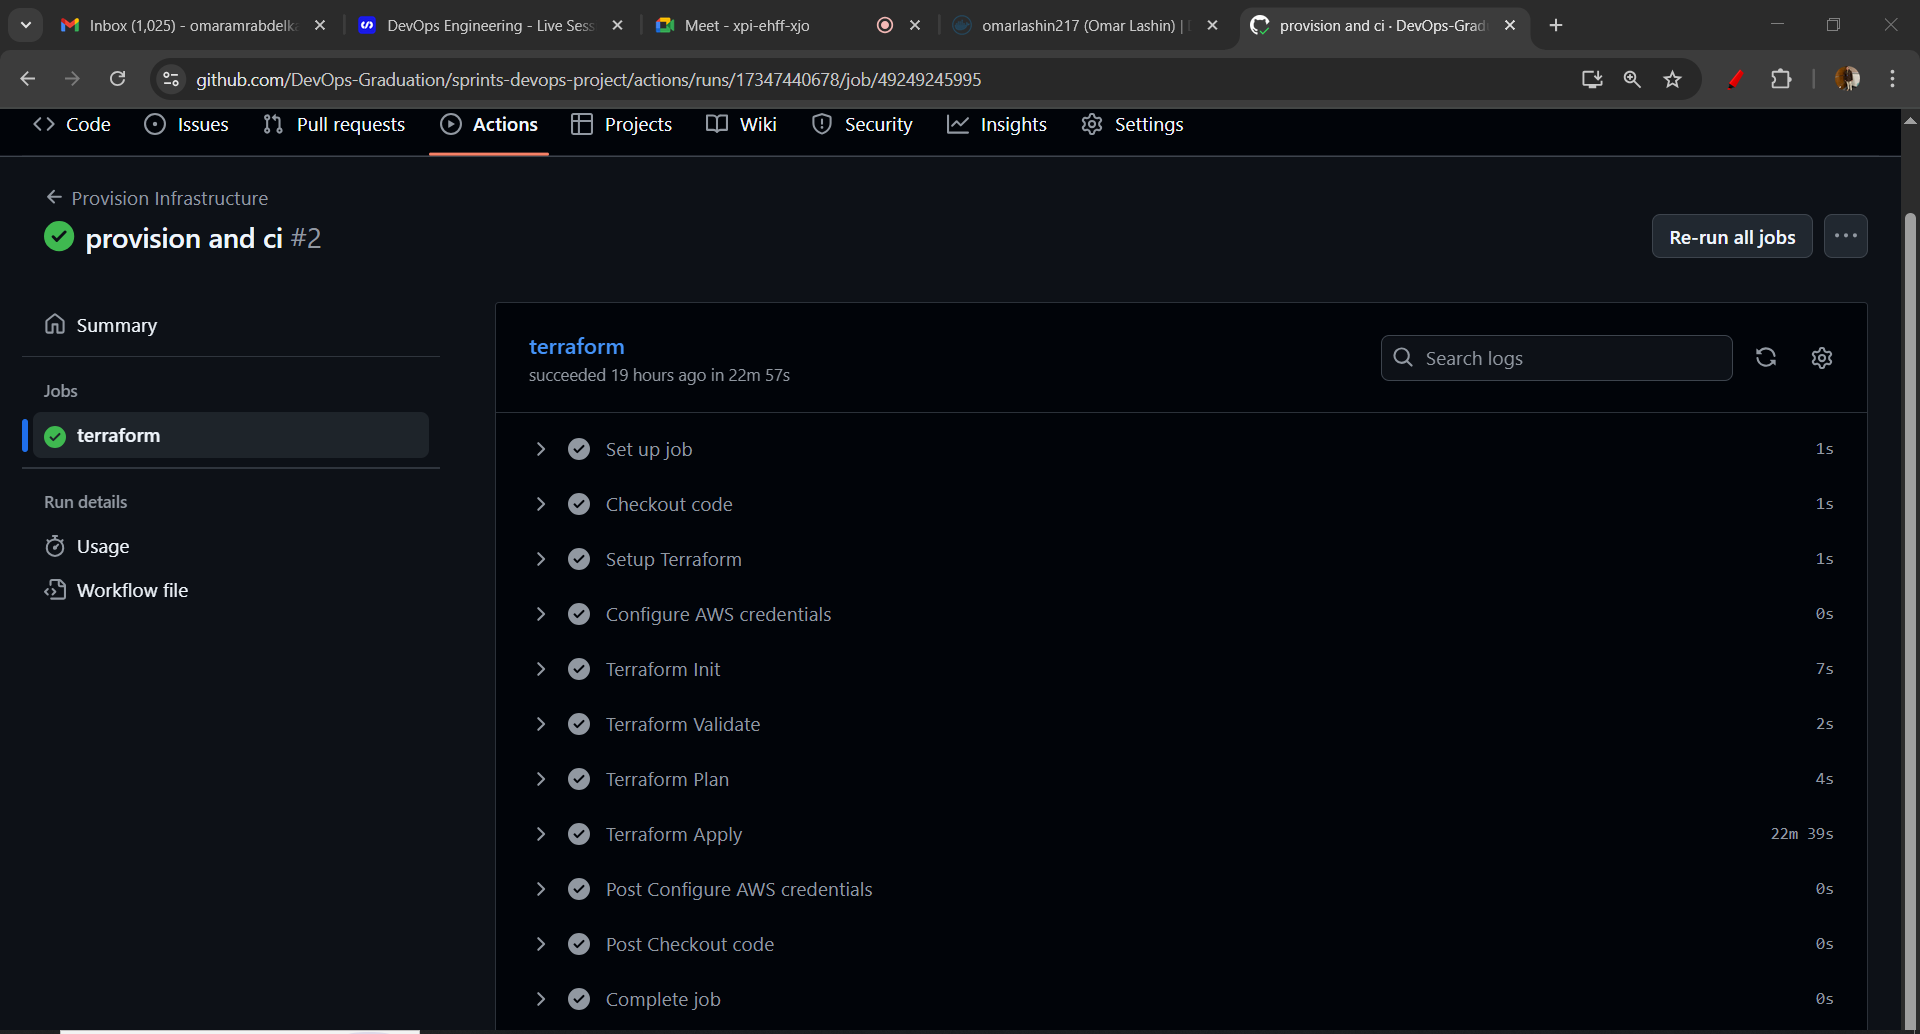 Inbox (1,025) - omaramrabdelka
DevOps Engineering - Live Sess
Meet - xpi-ehff-xjo
omarlashin217 (Omar Lashin) |
provision and ci · DevOps-Grad
github.com/DevOps-Graduation/sprints-devops-project/actions/runs/17347440678/job/49249245995
Code
Issues
Pull requests
Actions
Projects
Wiki
Security
Insights
Settings
Provision Infrastructure
provision and ci #2
Re-run all jobs
Summary
Jobs
terraform
Run details
Usage
Workflow file
terraform
succeeded 19 hours ago in 22m 57s
Search logs
Set up job 1s
Checkout code 1s
Setup Terraform 1s
Configure AWS credentials 0s
Terraform Init 7s
Terraform Validate 2s
Terraform Plan 4s
Terraform Apply 22m 39s
Post Configure AWS credentials 0s
Post Checkout code 0s
Complete job 0s